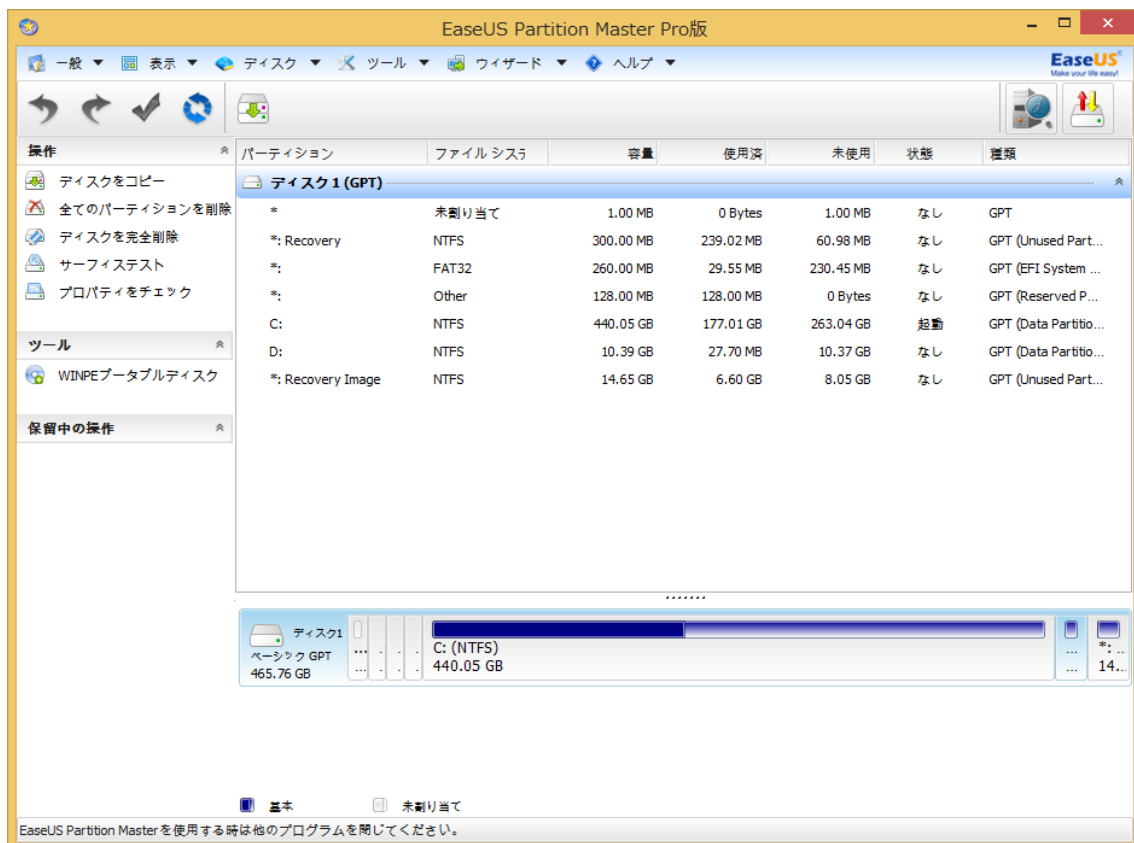 EaseUS Partition Master Pro版
一般 ▼ 表示 ▼ ディスク ▼ ツール ▼ ウィザード ▼ ヘルプ ▼
EaseUS®
Make your life easy!
操作
ディスクをコピー
全てのパーティションを削除
ディスクを完全削除
サーフィステスト
プロパティをチェック
ツール
WINPEブータブルディスク
保留中の操作
パーティション ファイル シスラ 容量 使用済 未使用 状態 種類
ディスク 1 (GPT)
* 未割り当て 1.00 MB 0 Bytes 1.00 MB なし GPT
*: Recovery NTFS 300.00 MB 239.02 MB 60.98 MB なし GPT (Unused Part...
*: FAT32 260.00 MB 29.55 MB 230.45 MB なし GPT (EFI System ...
*: Other 128.00 MB 128.00 MB 0 Bytes なし GPT (Reserved P...
C: NTFS 440.05 GB 177.01 GB 263.04 GB 起動 GPT (Data Partitio...
D: NTFS 10.39 GB 27.70 MB 10.37 GB なし GPT (Data Partitio...
*: Recovery Image NTFS 14.65 GB 6.60 GB 8.05 GB なし GPT (Unused Part...
ディスク1
ベーシック GPT
465.76 GB
... . . .
... . . .
C: (NTFS)
440.05 GB
...
...
*: ...
14...
基本 未割り当て
EaseUS Partition Masterを使用する時は他のプログラムを閉じてください。